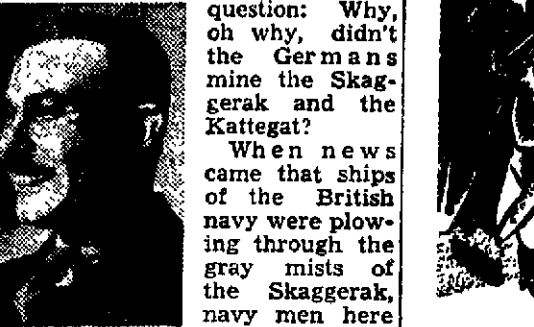 question: Why,
oh why, didn't
the Germans
mine the Skag-
gerak and the
Kattegat?
When news
came that ships
of the British
navy were plow-
ing through the
gray mists of
the Skaggerak,
navy men here